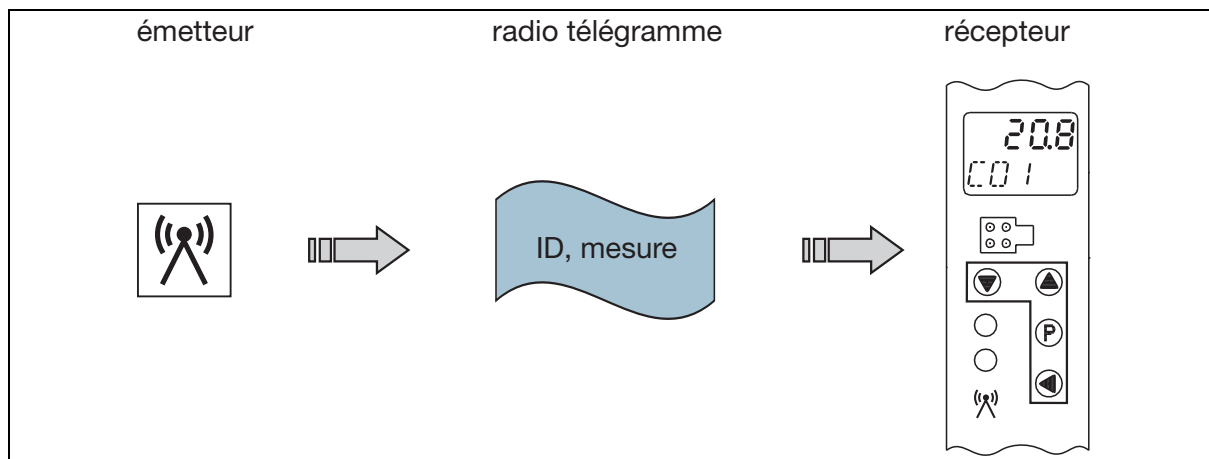 émetteur
radio télégramme
récepteur
20.8
C01
ID, mesure
P